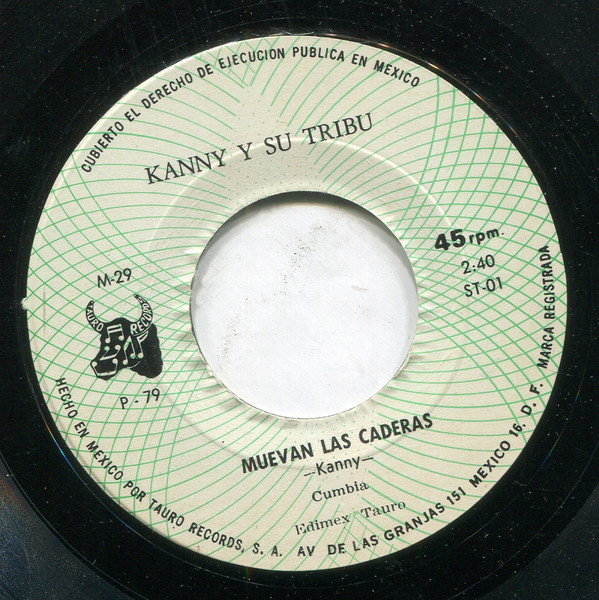 CUBIERTO EL DERECHO DE EJECUCION PUBLICA EN MEXICO
KANNY Y SU TRIBU
45 rpm.
2:40
ST-01
M-29
TAURO RECORDS
P - 79
MUEVAN LAS CADERAS
—Kanny—
Cumbia
Edimex Tauro
HECHO EN MEXICO POR TAURO RECORDS, S. A. AV DE LAS GRANJAS 151 MEXICO 16, D. F. MARCA REGISTRADA